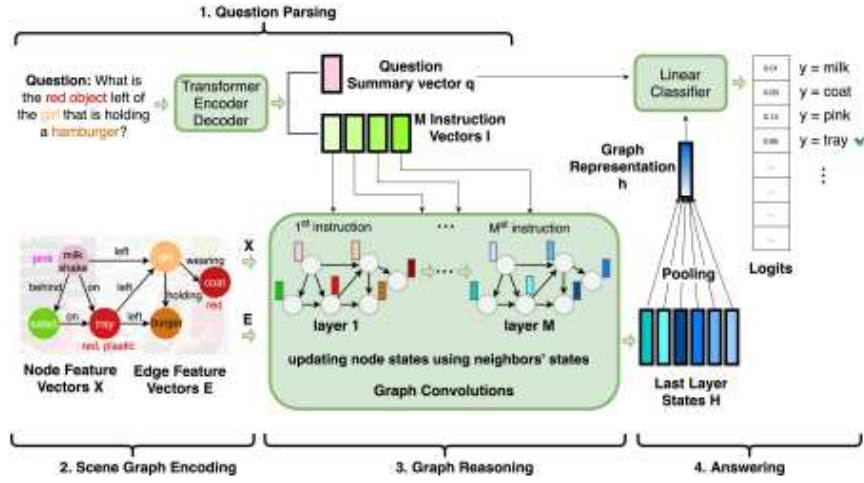 1. Question Parsing
Question: What is
the red object left of
the girl that is holding
a hamburger?
Transformer
Encoder
Decoder
Question
Summary vector q
M Instruction
Vectors I
Linear
Classifier
Graph
Representation
h
y = milk
y = coat
y = pink
y = tray
Logits
Pooling
Last Layer
States H
X
E
1st instruction
...
Mst instruction
layer 1
layer M
updating node states using neighbors' states
Graph Convolutions
pink
milk
shake
left
girl
wearing
coat
red
behind
on
left
holding
salad
on
tray
left
burger
red, plastic
Node Feature
Vectors X
Edge Feature
Vectors E
2. Scene Graph Encoding
3. Graph Reasoning
4. Answering